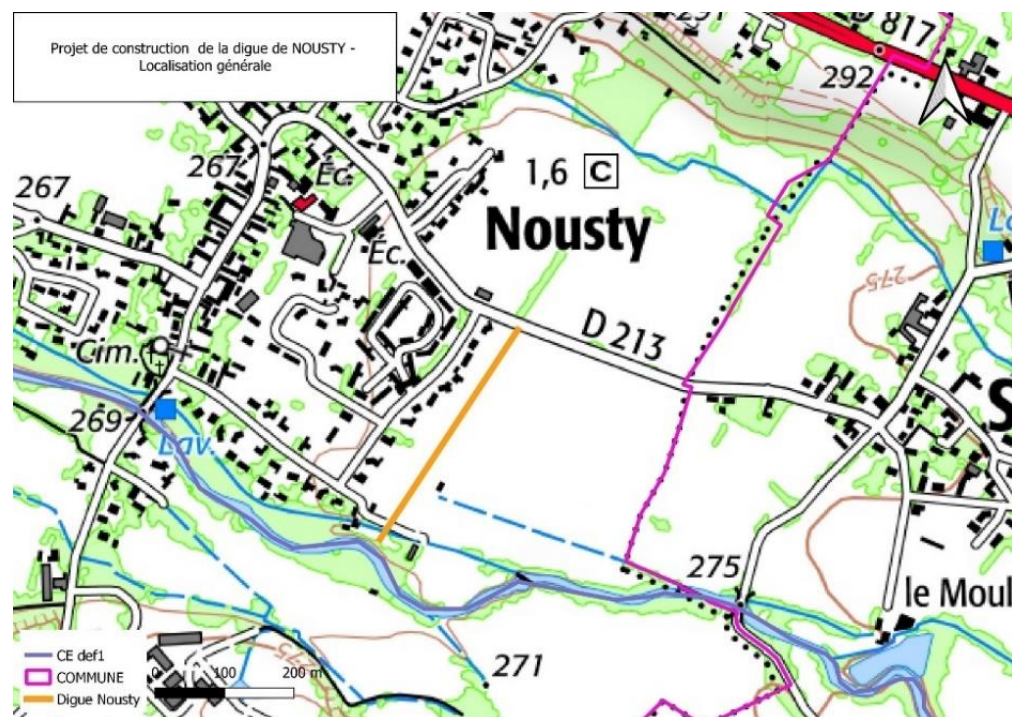 Projet de construction de la digue de NOUSTY -
Localisation générale
D 817
292
267
Éc.
1,6 C
267
Nousty
Éc.
275
D 213
Cim.
269
Lav.
275
le Moul
271
275
CE def1
COMMUNE
Digue Nousty
0 100 200 m